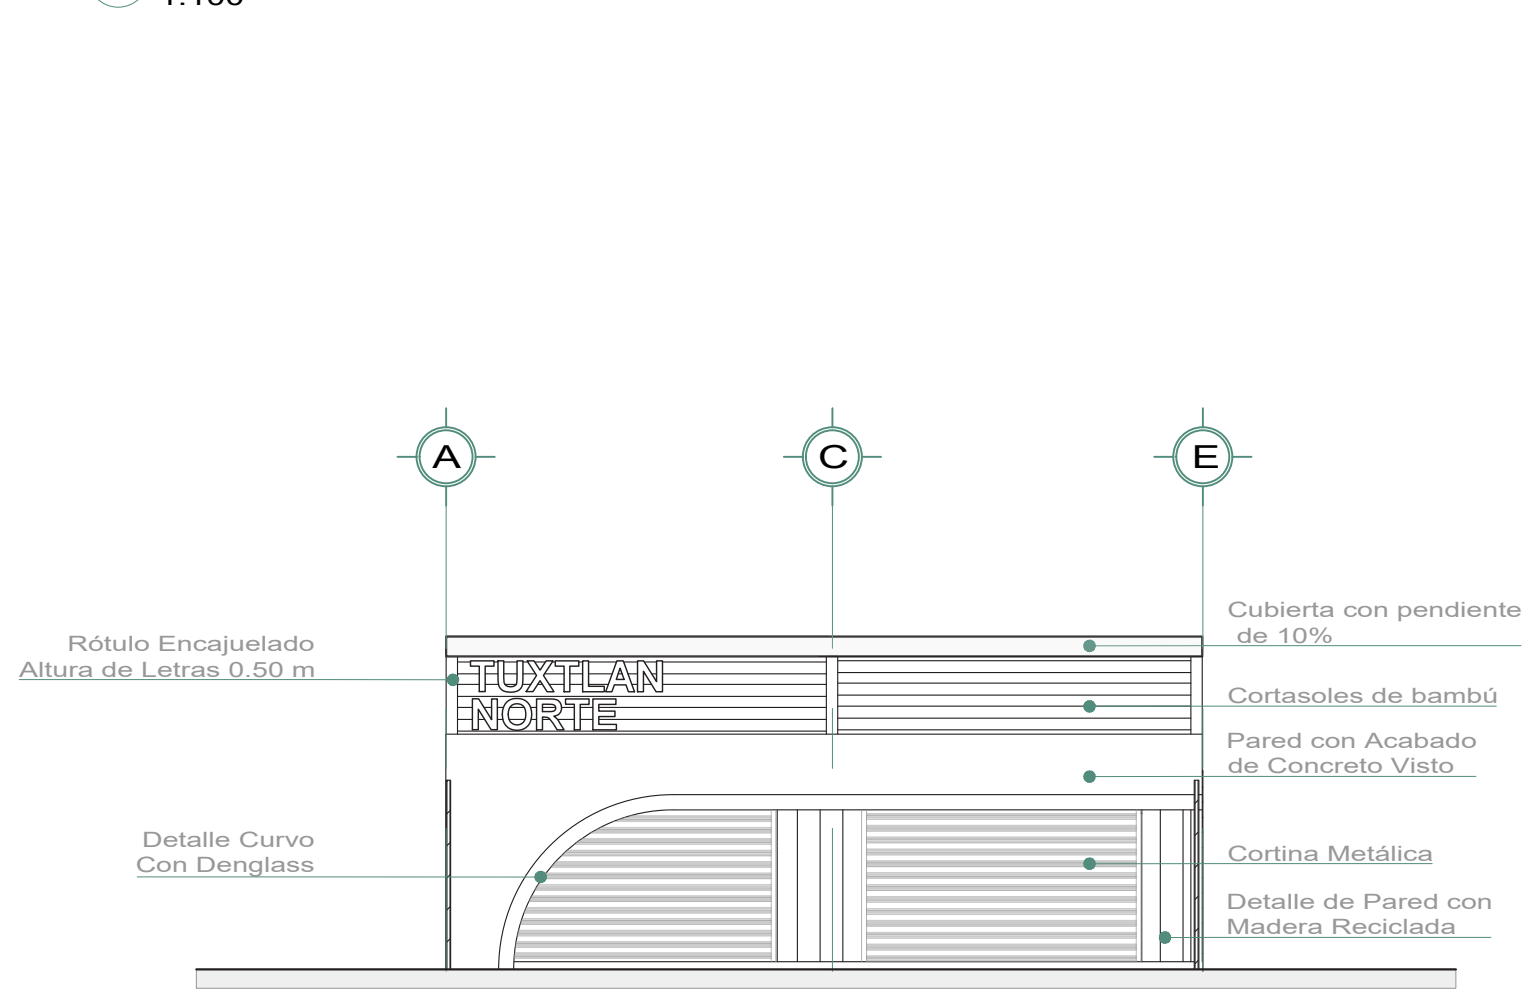 A
C
E
Cubierta con pendiente
de 10%
Rótulo Encajuelado
Altura de Letras 0.50 m
TUXTLAN
NORTE
Cortasoles de bambú
Pared con Acabado
de Concreto Visto
Detalle Curvo
Con Denglass
Cortina Metálica
Detalle de Pared con
Madera Reciclada